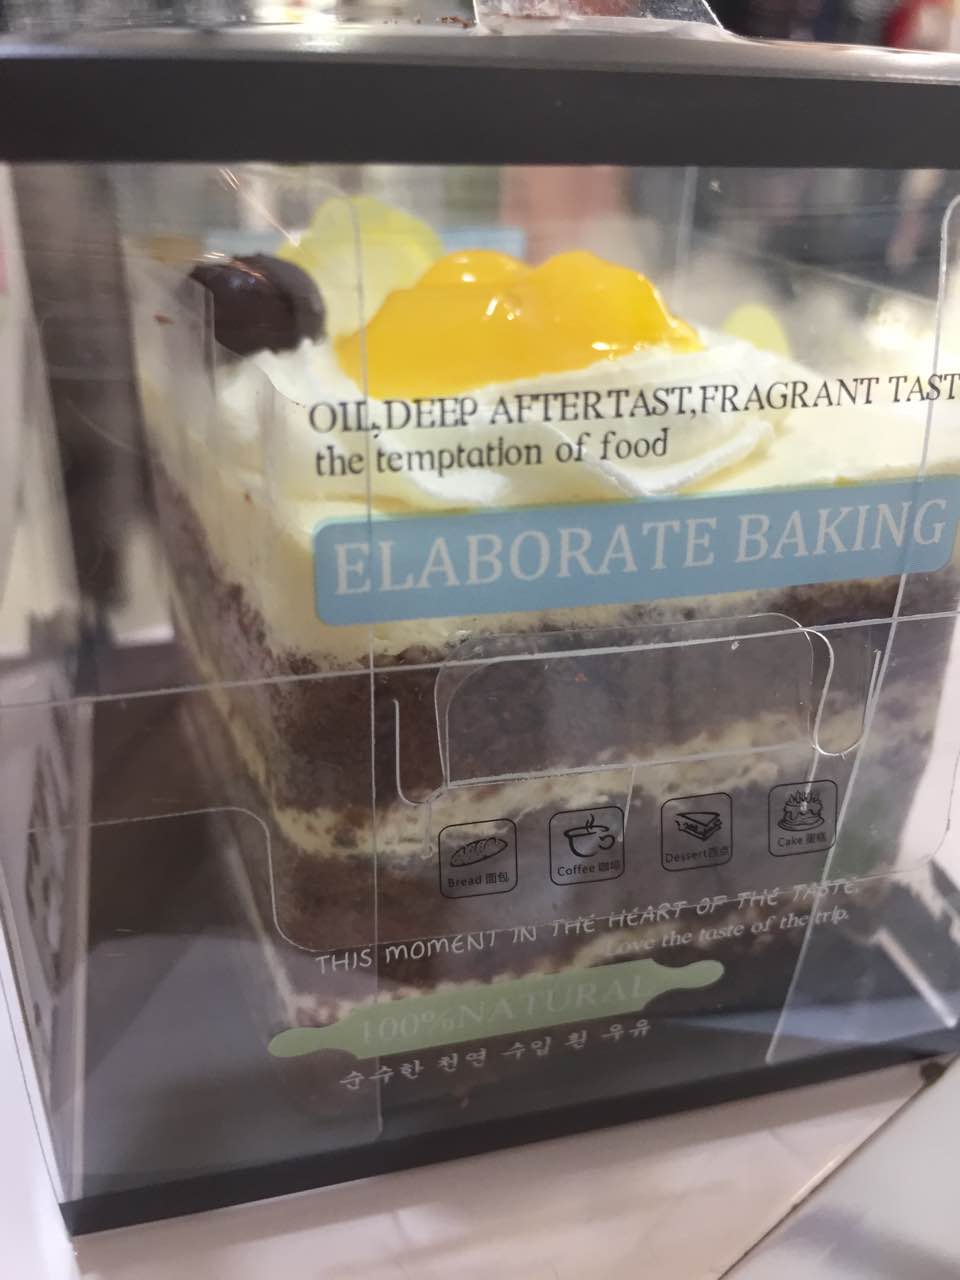 OIL,DEEP AFTERTAST,FRAGRANT TAST
the temptation of food
ELABORATE BAKING
Bread 面包
Coffee 咖啡
Dessert 西点
Cake 蛋糕
THIS MOMENT IN THE HEART OF THE TASTE.
Love the taste of the trip.
100%NATURAL
순수한 천연 수입 흰 우유